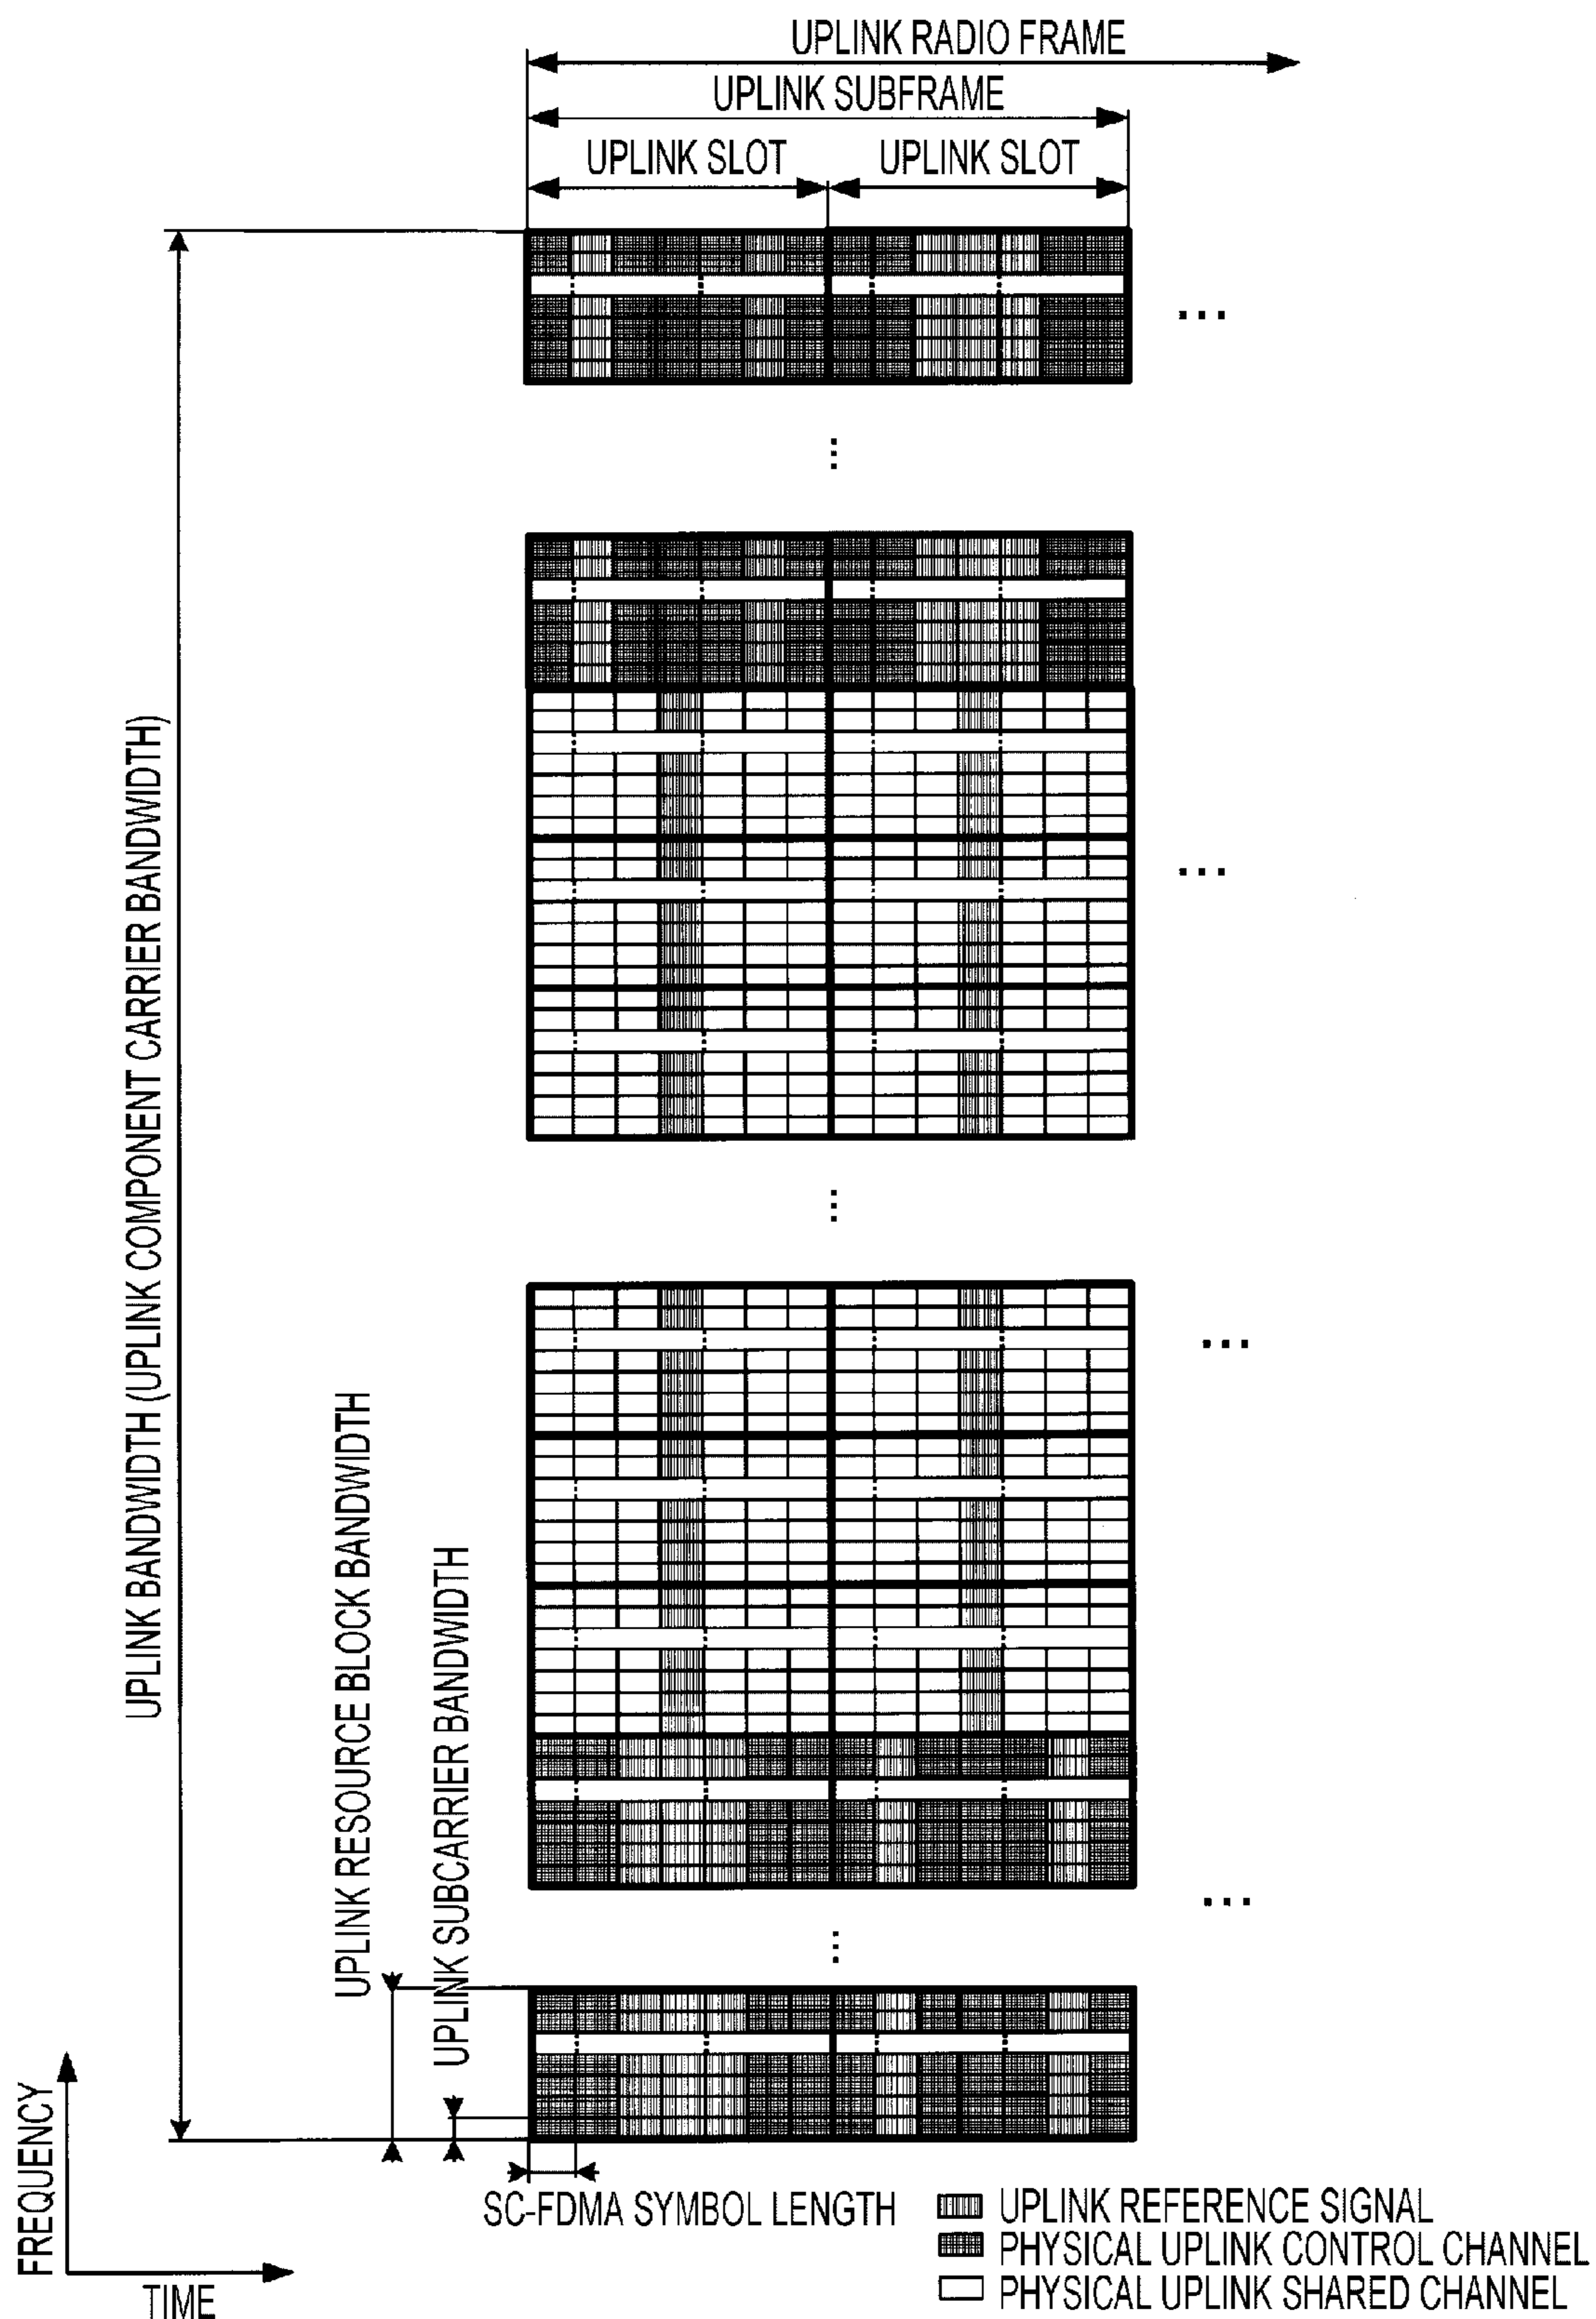 UPLINK RADIO FRAME
UPLINK SUBFRAME
UPLINK SLOT
UPLINK SLOT
UPLINK BANDWIDTH (UPLINK COMPONENT CARRIER BANDWIDTH)
UPLINK RESOURCE BLOCK BANDWIDTH
UPLINK SUBCARRIER BANDWIDTH
FREQUENCY
TIME
SC-FDMA SYMBOL LENGTH
UPLINK REFERENCE SIGNAL
PHYSICAL UPLINK CONTROL CHANNEL
PHYSICAL UPLINK SHARED CHANNEL